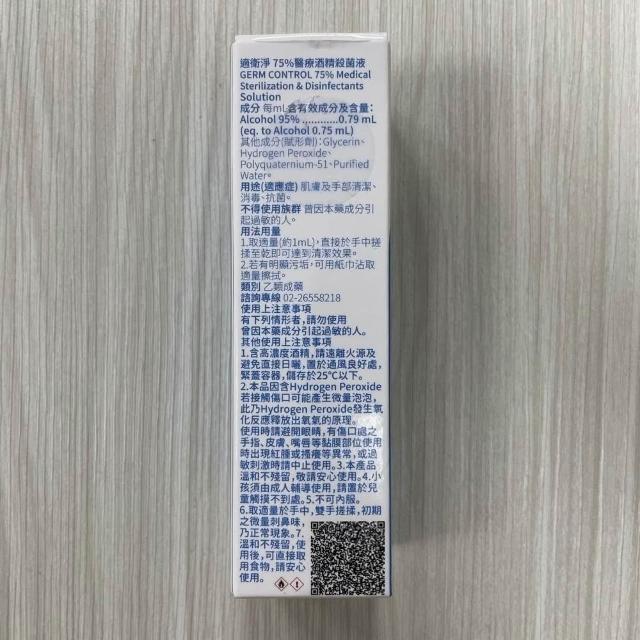 適衛淨 75%醫療酒精殺菌液
GERM CONTROL 75% Medical
Sterilization & Disinfectants
Solution
成分 每mL含有效成分及含量:
Alcohol 95% ............0.79 mL
(eq. to Alcohol 0.75 mL)
其他成分(賦形劑):Glycerin、
Hydrogen Peroxide、
Polyquaternium-51、Purified
Water。
用途(適應症) 肌膚及手部清潔、
消毒、抗菌。
不得使用族群 曾因本藥成分引
起過敏的人。
用法用量
1.取適量(約1mL),直接於手中搓
揉至乾即可達到清潔效果。
2.若有明顯污垢,可用紙巾沾取
適量擦拭。
類別 乙類成藥
諮詢專線 02-26558218
使用上注意事項
有下列情形者,請勿使用
曾因本藥成分引起過敏的人。
其他使用上注意事項
1.含高濃度酒精,請遠離火源及
避免直接日曬,置於通風良好處,
緊蓋容器,儲存於25°C以下。
2.本品因含Hydrogen Peroxide
若接觸傷口可能產生微量泡泡,
此乃Hydrogen Peroxide發生氧
化反應釋放出氧氣的原理。
使用時請避開眼睛,有傷口處之
手指、皮膚、嘴唇等黏膜部位使用
時出現紅腫或搔癢等異常,或過
敏刺激時請中止使用。3.本產品
溫和不殘留,敬請安心使用。4.小
孩須由成人輔導使用,請置於兒
童觸摸不到處。5.不可內服。
6.取適量於手中,雙手搓揉,初期
之微量刺鼻味,
乃正常現象。7.
溫和不殘留,使
用後,可直接取
用食物,請安心
使用。